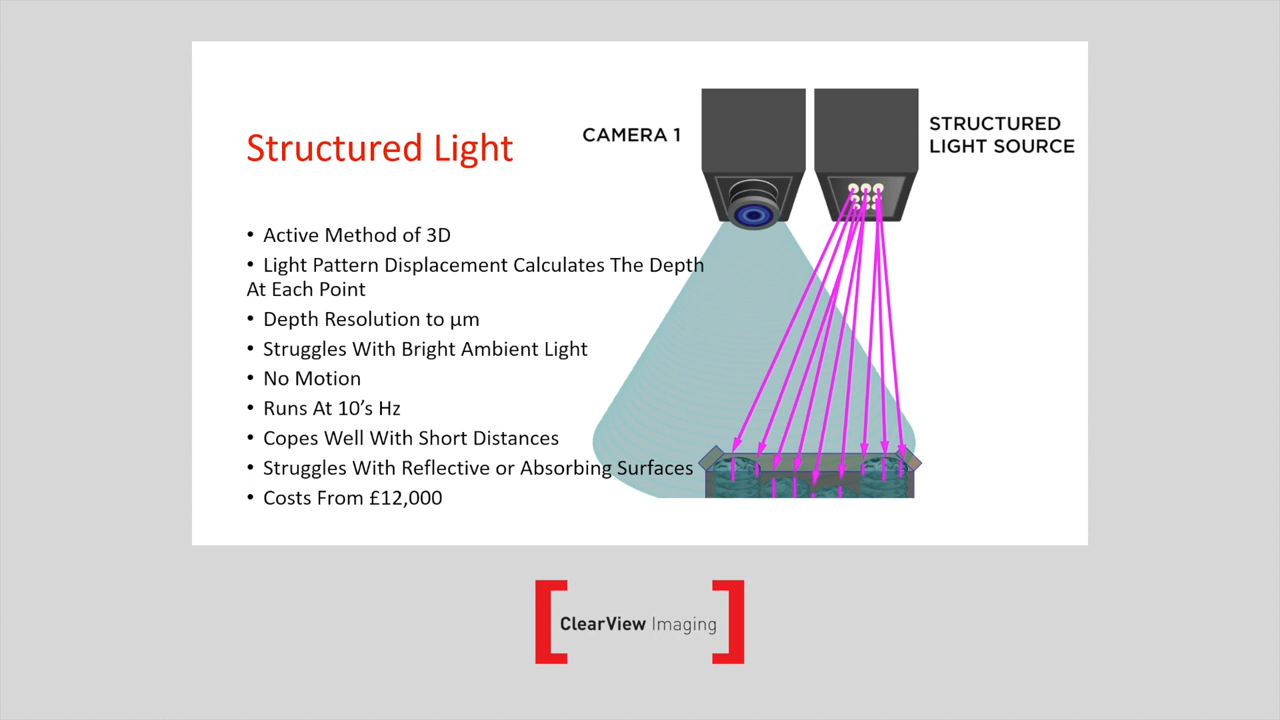 Structured Light
CAMERA 1
STRUCTURED
LIGHT SOURCE
• Active Method of 3D
• Light Pattern Displacement Calculates The Depth
At Each Point
• Depth Resolution to µm
• Struggles With Bright Ambient Light
• No Motion
• Runs At 10’s Hz
• Copes Well With Short Distances
• Struggles With Reflective or Absorbing Surfaces
• Costs From £12,000
ClearView Imaging